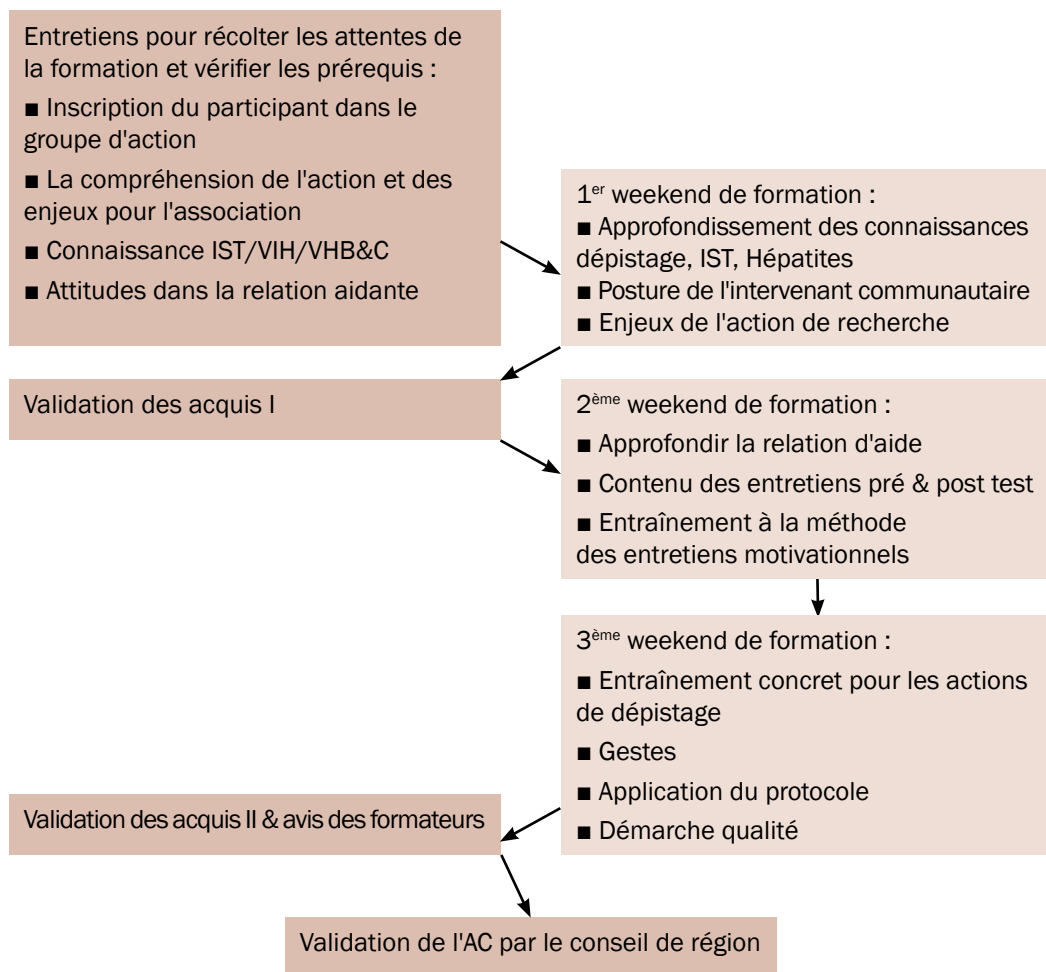 Entretiens pour récolter les attentes de
la formation et vérifier les prérequis :
■ Inscription du participant dans le
groupe d'action
■ La compréhension de l'action et des
enjeux pour l'association
■ Connaissance IST/VIH/VHB&C
■ Attitudes dans la relation aidante
1er weekend de formation :
■ Approfondissement des connaissances
dépistage, IST, Hépatites
■ Posture de l'intervenant communautaire
■ Enjeux de l'action de recherche
Validation des acquis I
2ème weekend de formation :
■ Approfondir la relation d'aide
■ Contenu des entretiens pré & post test
■ Entraînement à la méthode
des entretiens motivationnels
3ème weekend de formation :
■ Entraînement concret pour les actions
de dépistage
■ Gestes
■ Application du protocole
■ Démarche qualité
Validation des acquis II & avis des formateurs
Validation de l'AC par le conseil de région